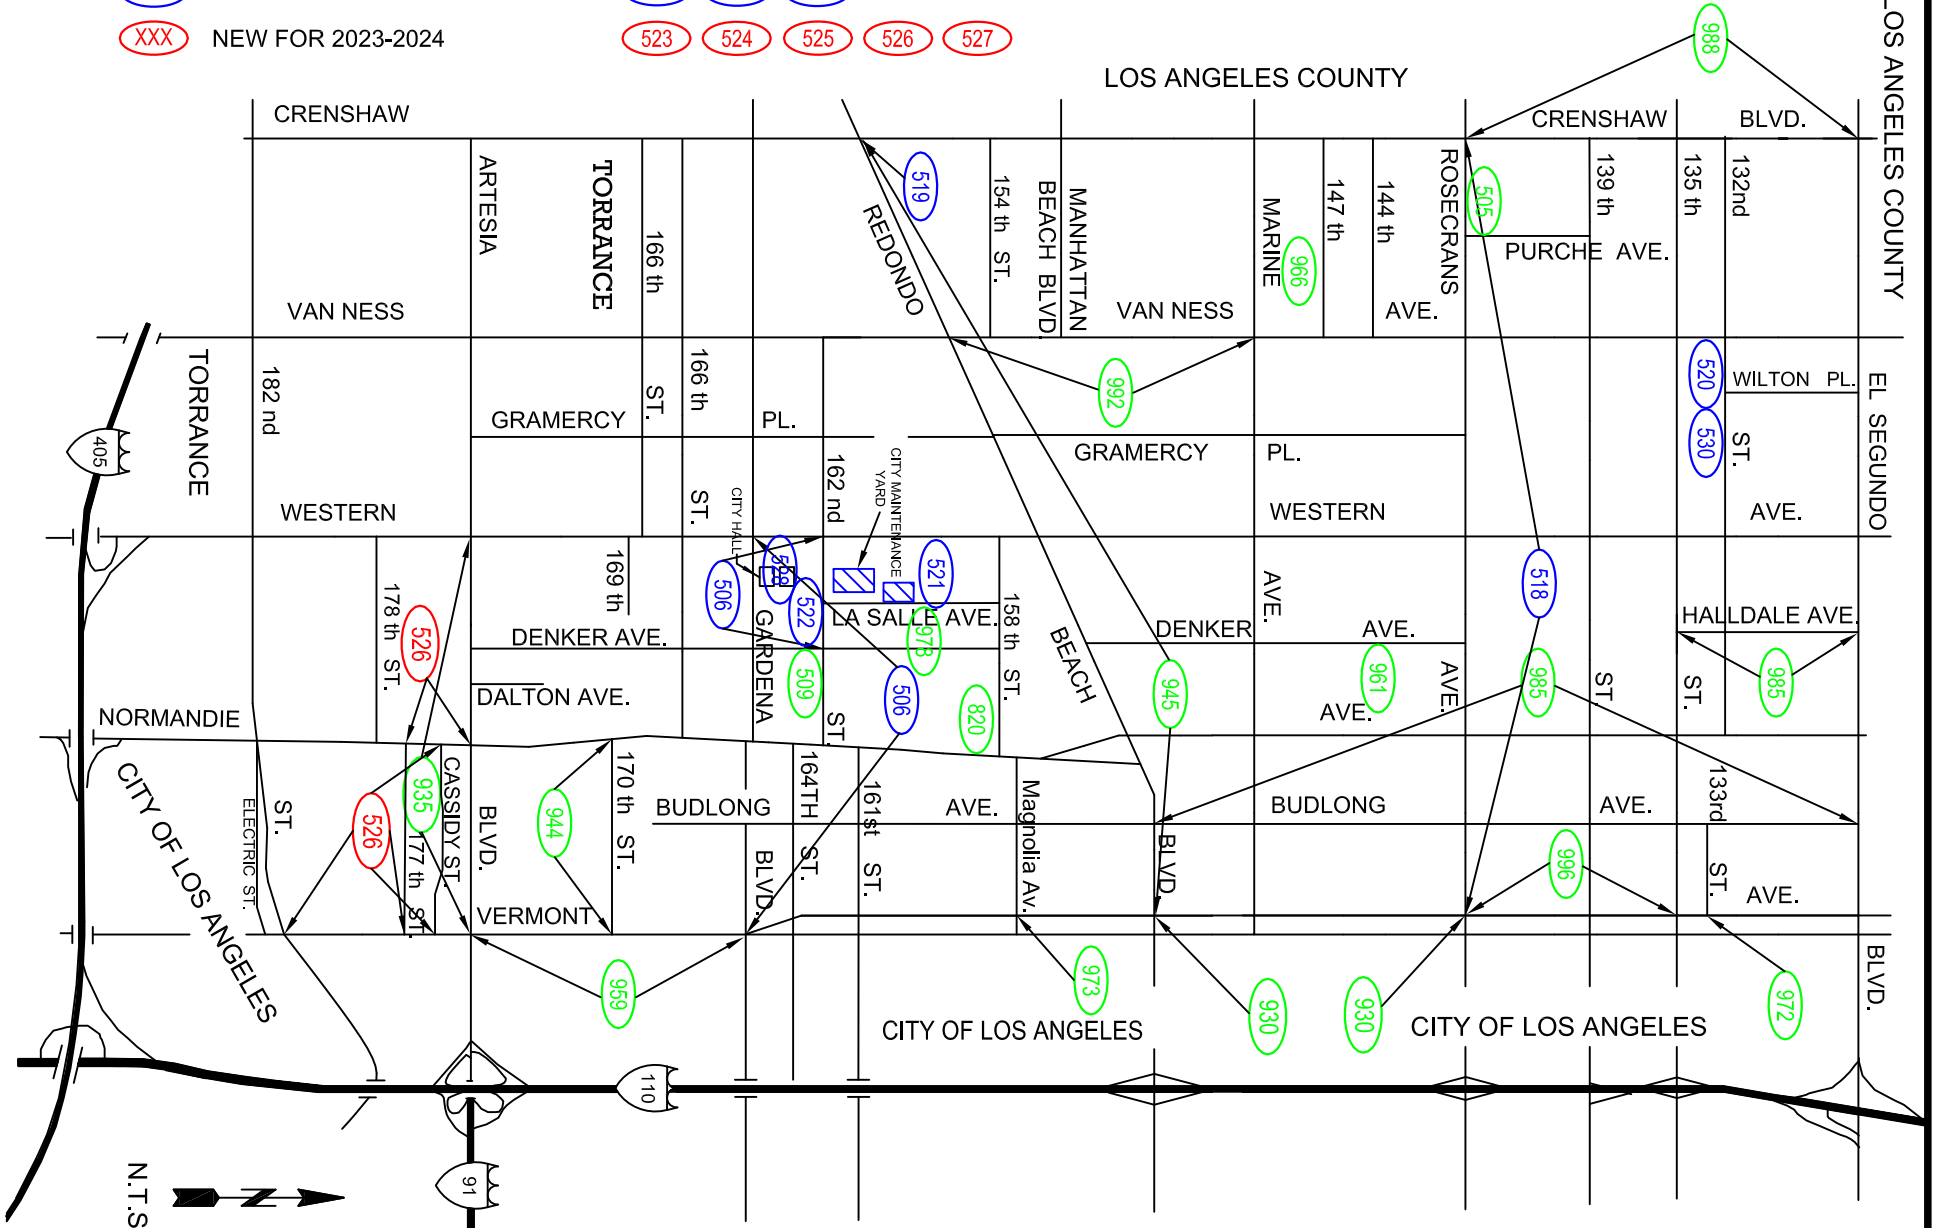 XXX NEW FOR 2023-2024 523 524 525 526 527
LOS ANGELES COUNTY
LOS ANGELES COUNTY
988
CRENSHAW
CRENSHAW BLVD.
ARTESIA
TORRANCE
166 th ST.
519
REDONDO BEACH BLVD.
154 th ST.
MANHATTAN
BEACH BLVD.
MARINE AVE.
966
147 th
144 th
ROSECRANS AVE.
505
139 th ST.
135 th ST.
132nd ST.
PURCHE AVE.
VAN NESS
VAN NESS AVE.
TORRANCE
182 nd ST.
166 th ST.
992
520
530
WILTON PL.
EL SEGUNDO BLVD.
405
GRAMERCY PL.
GRAMERCY PL.
162 nd ST.
CITY MAINTENANCE
YARD
CITY HALL
WESTERN
WESTERN AVE.
178 th ST.
169 th
526
506
528
522
521
LA SALLE AVE.
978
158 th ST.
518
HALLDALE AVE.
DENKER AVE.
DENKER AVE.
GARDENA BLVD.
509
506
820
945
961
985
985
DALTON AVE.
NORMANDIE
AVE.
CITY OF LOS ANGELES
ELECTRIC ST.
526
935
177 th ST.
CASSIDY ST.
BLVD.
944
170 th ST.
BUDLONG AVE.
BUDLONG AVE.
164TH ST.
161st ST.
Magnolia Av.
996
133rd ST.
VERMONT
AVE.
959
973
930
930
972
CITY OF LOS ANGELES
CITY OF LOS ANGELES
110
91
N.T.S